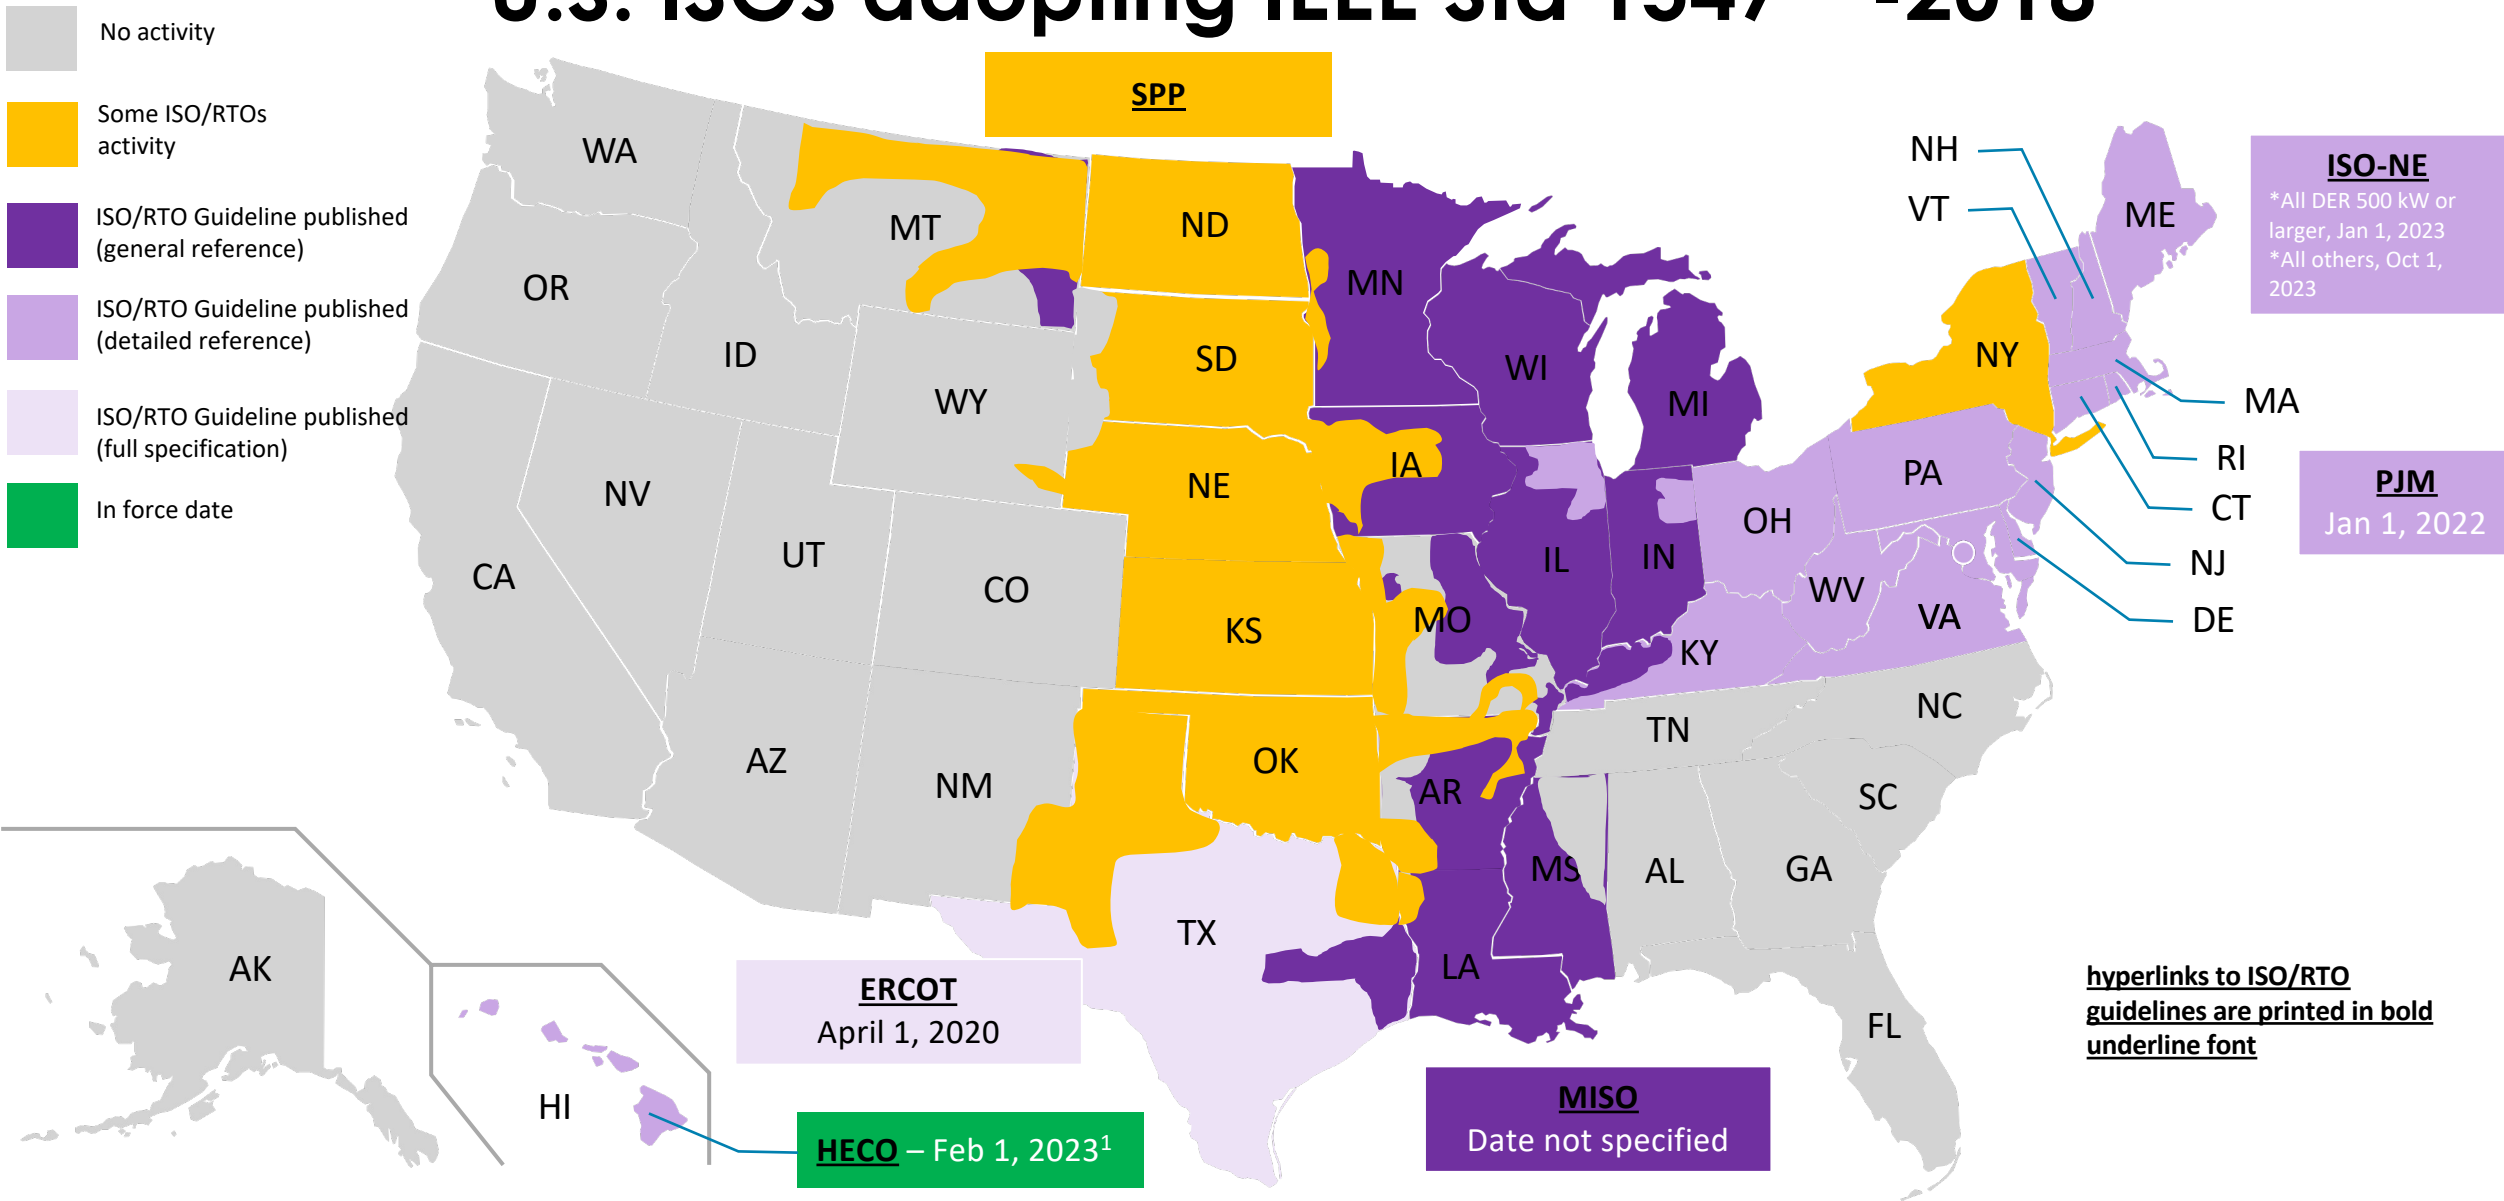 U.S. ISOs adopting IEEE Std 1547 -2018
No activity
Some ISO/RTOs
activity
ISO/RTO Guideline published
(general reference)
ISO/RTO Guideline published
(detailed reference)
ISO/RTO Guideline published
(full specification)
In force date
SPP
ISO-NE
*All DER 500 kW or
larger, Jan 1, 2023
*All others, Oct 1,
2023
PJM
Jan 1, 2022
ERCOT
April 1, 2020
MISO
Date not specified
HECO – Feb 1, 2023¹
hyperlinks to ISO/RTO
guidelines are printed in bold
underline font
WA
OR
CA
ID
NV
MT
WY
UT
AZ
CO
NM
ND
SD
NE
KS
OK
TX
MN
IA
MO
AR
LA
WI
IL
MI
IN
OH
KY
TN
MS
AL
GA
FL
SC
NC
VA
WV
PA
NY
ME
NH
VT
MA
RI
CT
NJ
DE
AK
HI